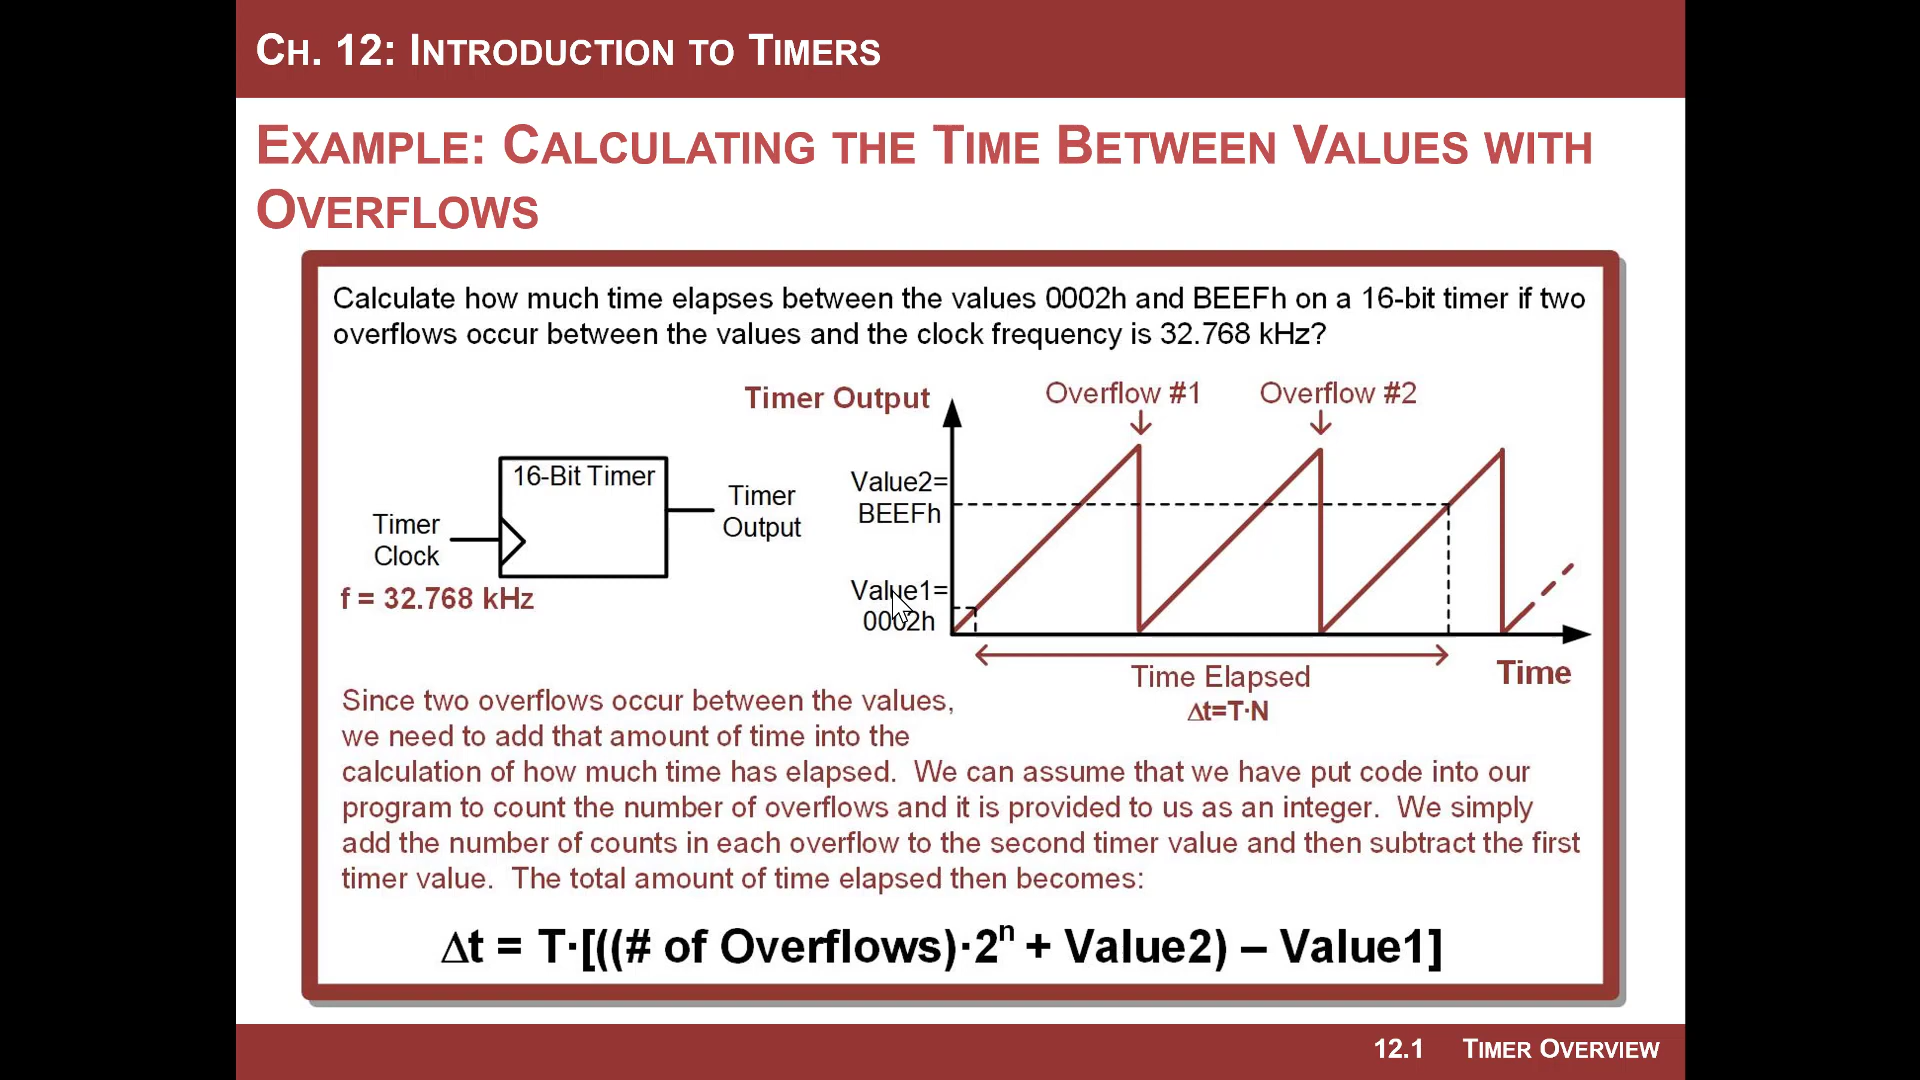 CH. 12: INTRODUCTION TO TIMERS
EXAMPLE: CALCULATING THE TIME BETWEEN VALUES WITH
OVERFLOWS
Calculate how much time elapses between the values 0002h and BEEFh on a 16-bit timer if two
overflows occur between the values and the clock frequency is 32.768 kHz?
Timer Output
Overflow #1
Overflow #2
16-Bit Timer
Timer
Clock
Timer
Output
f = 32.768 kHz
Value2=
BEEFh
Value1=
0002h
Time Elapsed
Δt=T·N
Time
Since two overflows occur between the values,
we need to add that amount of time into the
calculation of how much time has elapsed. We can assume that we have put code into our
program to count the number of overflows and it is provided to us as an integer. We simply
add the number of counts in each overflow to the second timer value and then subtract the first
timer value. The total amount of time elapsed then becomes:
Δt = T·[((# of Overflows)·2ⁿ + Value2) – Value1]
12.1 TIMER OVERVIEW